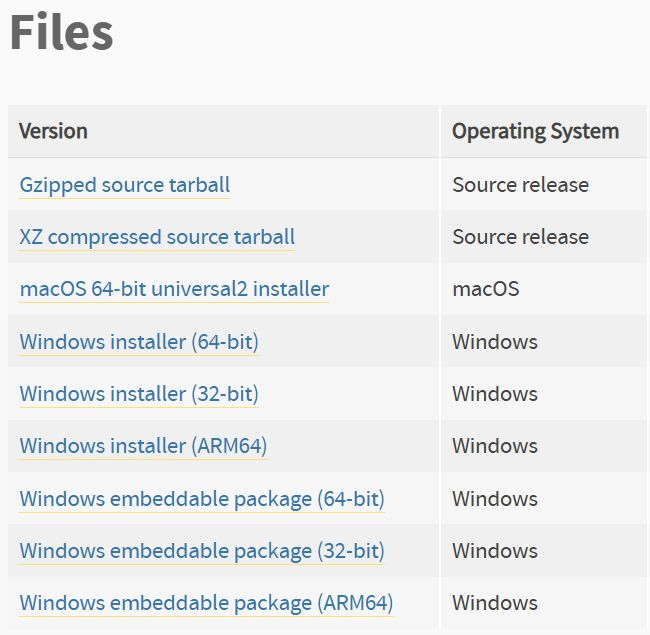 Files
Version Operating System
Gzipped source tarball Source release
XZ compressed source tarball Source release
macOS 64-bit universal2 installer macOS
Windows installer (64-bit) Windows
Windows installer (32-bit) Windows
Windows installer (ARM64) Windows
Windows embeddable package (64-bit) Windows
Windows embeddable package (32-bit) Windows
Windows embeddable package (ARM64) Windows